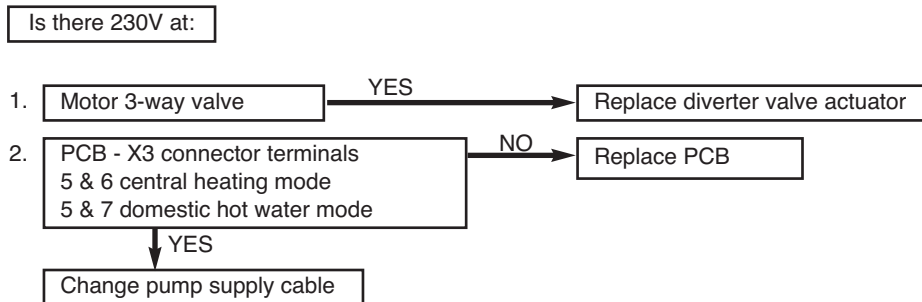 Is there 230V at:
1. Motor 3-way valve YES Replace diverter valve actuator
2. PCB - X3 connector terminals NO Replace PCB
5 & 6 central heating mode
5 & 7 domestic hot water mode
YES
Change pump supply cable